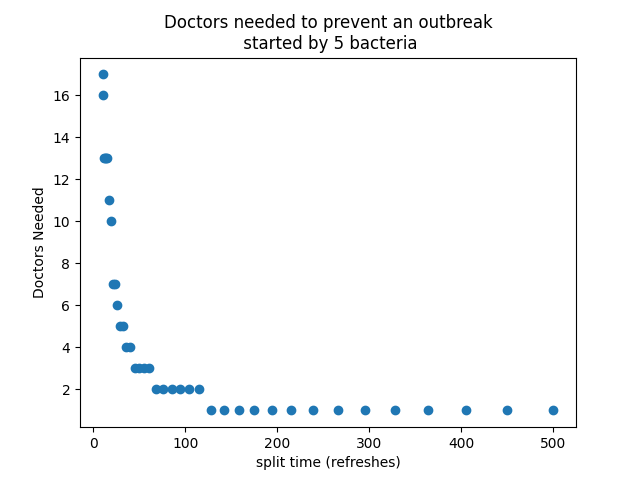 Doctors needed to prevent an outbreak
started by 5 bacteria
16
14
12
10
8
6
4
2
Doctors Needed
0 100 200 300 400 500
split time (refreshes)